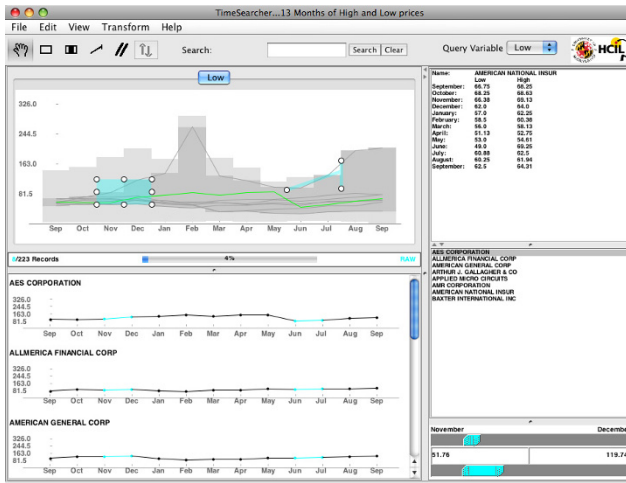 TimeSearcher...13 Months of High and Low prices
File Edit View Transform Help
Search: Search Clear Query Variable Low HCIL
Low
326.0
244.5
163.0
81.5
Sep Oct Nov Dec Jan Feb Mar Apr May Jun Jul Aug Sep
/223 Records 4% RAW
AES CORPORATION
326.0
244.5
163.0
81.5
Sep Oct Nov Dec Jan Feb Mar Apr May Jun Jul Aug Sep
ALLMERICA FINANCIAL CORP
326.0
244.5
163.0
81.5
Sep Oct Nov Dec Jan Feb Mar Apr May Jun Jul Aug Sep
AMERICAN GENERAL CORP
326.0
244.5
163.0
81.5
Sep Oct Nov Dec Jan Feb Mar Apr May Jun Jul Aug Sep
Name: AMERICAN NATIONAL INSUR
Low High
September: 66.75 68.25
October: 68.25 68.63
November: 66.38 69.13
December: 62.0 64.0
January: 57.0 62.25
February: 58.5 60.38
March: 56.0 58.13
April: 51.13 52.75
May: 53.0 54.61
June: 49.0 69.25
July: 60.88 62.5
August: 60.25 51.94
September: 62.5 64.31
AES CORPORATION
ALLMERICA FINANCIAL CORP
AMERICAN GENERAL CORP
ARTHUR J. GALLAGHER & CO
APPLIED MICRO CIRCUITS
AMR CORPORATION
AMERICAN NATIONAL INSUR
BAXTER INTERNATIONAL INC
November Decembe
51.76 119.74